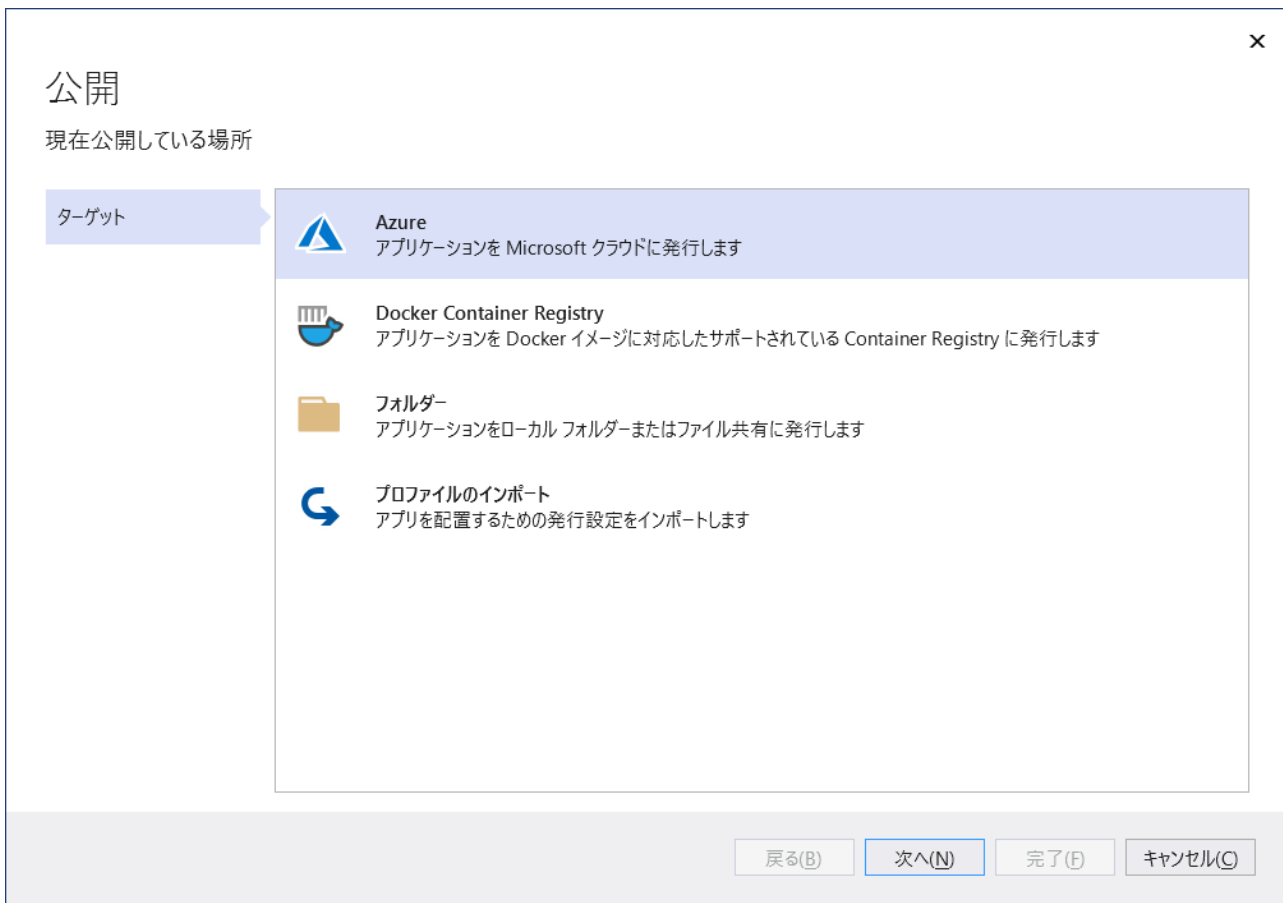 公開
現在公開している場所
ターゲット
Azure
アプリケーションを Microsoft クラウドに発行します
Docker Container Registry
アプリケーションを Docker イメージに対応したサポートされている Container Registry に発行します
フォルダー
アプリケーションをローカル フォルダーまたはファイル共有に発行します
プロファイルのインポート
アプリを配置するための発行設定をインポートします
戻る(B)
次へ(N)
完了(F)
キャンセル(C)